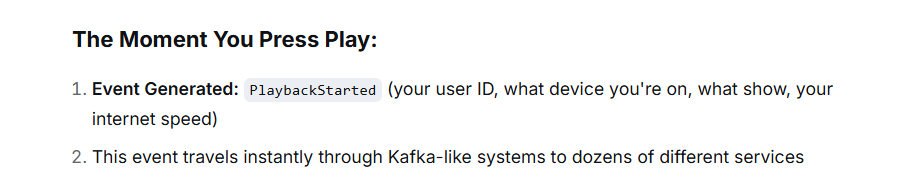 The Moment You Press Play:
1. Event Generated: PlaybackStarted (your user ID, what device you're on, what show, your
internet speed)
2. This event travels instantly through Kafka-like systems to dozens of different services